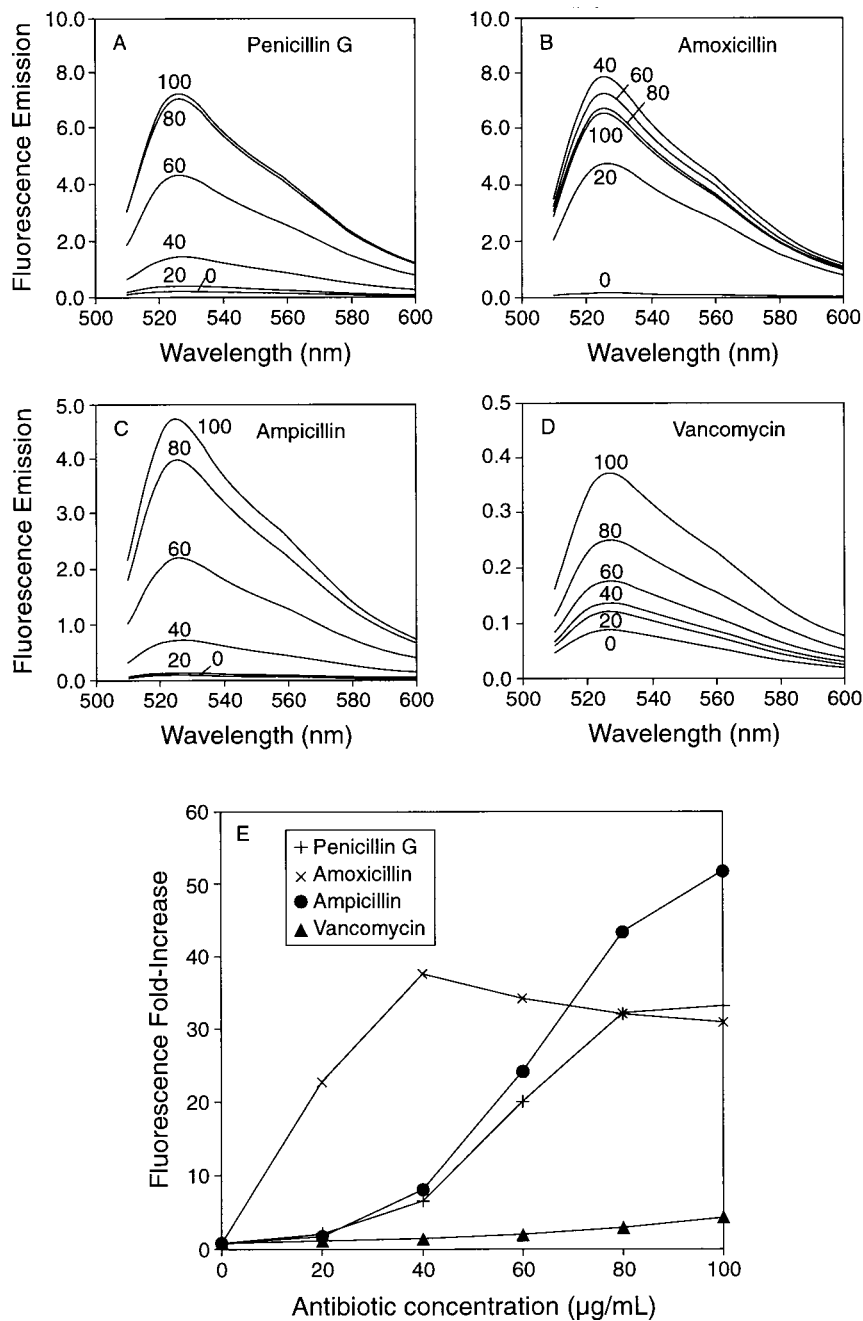 A
Penicillin G
Fluorescence Emission
10.0
8.0
6.0
4.0
2.0
0.0
100
80
60
40
20
0
500 520 540 560 580 600
Wavelength (nm)
B
Amoxicillin
10.0
8.0
6.0
4.0
2.0
0.0
40
60
80
100
20
0
500 520 540 560 580 600
Wavelength (nm)
C
Ampicillin
Fluorescence Emission
5.0
4.0
3.0
2.0
1.0
0.0
100
80
60
40
20
0
500 520 540 560 580 600
Wavelength (nm)
D
Vancomycin
0.5
0.4
0.3
0.2
0.1
0.0
100
80
60
40
20
0
500 520 540 560 580 600
Wavelength (nm)
E
Penicillin G
Amoxicillin
Ampicillin
Vancomycin
Fluorescence Fold-Increase
60
50
40
30
20
10
0
0 20 40 60 80 100
Antibiotic concentration (µg/mL)